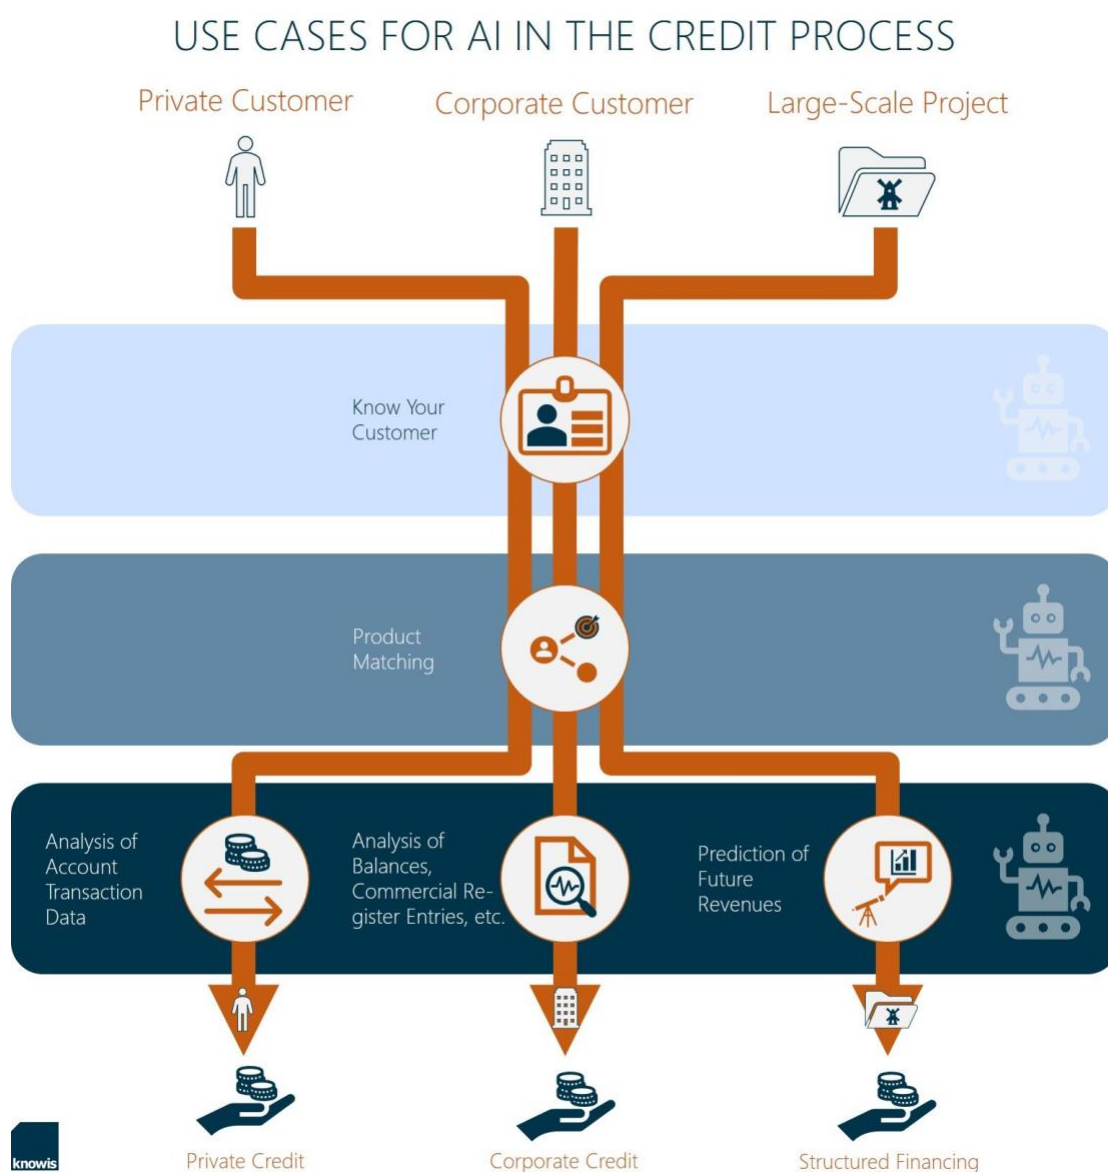 USE CASES FOR AI IN THE CREDIT PROCESS
Private Customer
Corporate Customer
Large-Scale Project
Know Your
Customer
Product
Matching
Analysis of
Account
Transaction
Data
Analysis of
Balances,
Commercial Re-
gister Entries, etc.
Prediction of
Future
Revenues
Private Credit
Corporate Credit
Structured Financing
knowis